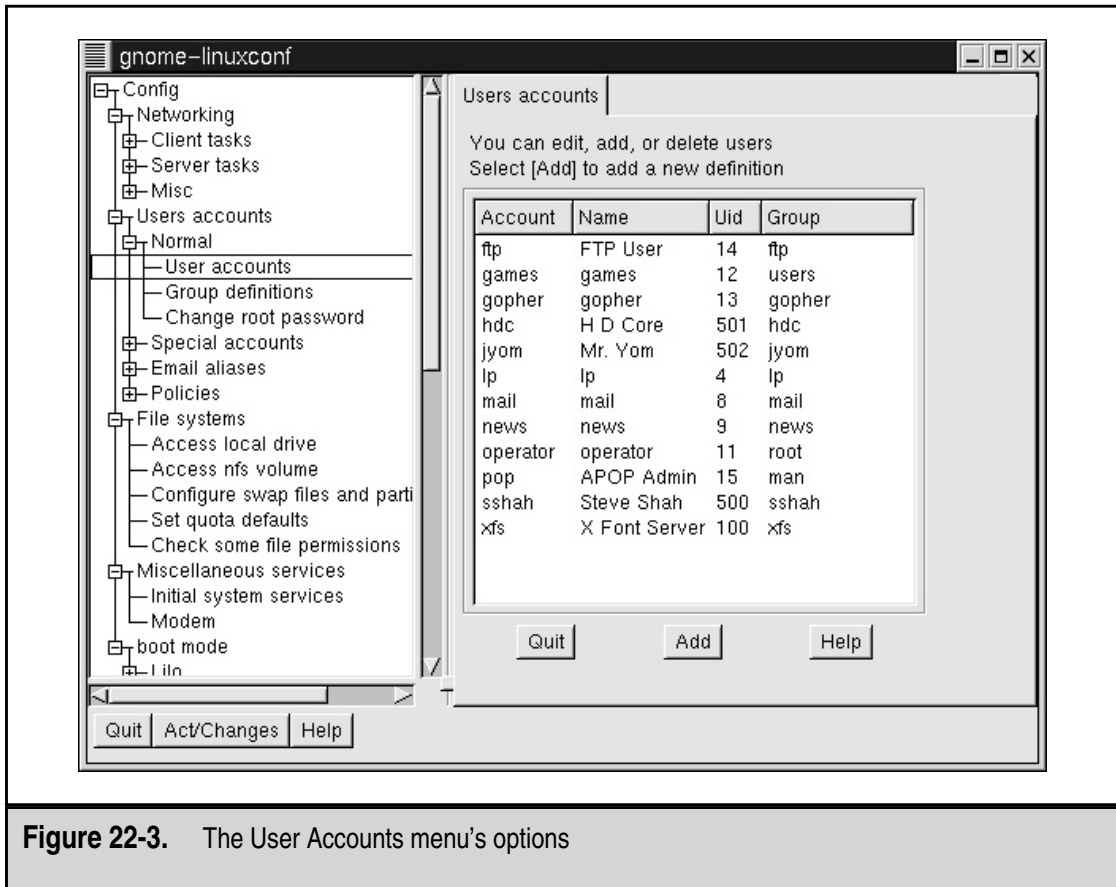 gnome-linuxconf
Config
Networking
Client tasks
Server tasks
Misc
Users accounts
Normal
User accounts
Group definitions
Change root password
Special accounts
Email aliases
Policies
File systems
Access local drive
Access nfs volume
Configure swap files and parti
Set quota defaults
Check some file permissions
Miscellaneous services
Initial system services
Modem
boot mode
Lilo
Quit Act/Changes Help
Users accounts
You can edit, add, or delete users
Select [Add] to add a new definition
Account Name Uid Group
ftp FTP User 14 ftp
games games 12 users
gopher gopher 13 gopher
hdc H D Core 501 hdc
jyom Mr. Yom 502 jyom
lp lp 4 lp
mail mail 8 mail
news news 9 news
operator operator 11 root
pop APOP Admin 15 man
sshah Steve Shah 500 sshah
xfs X Font Server 100 xfs
Quit Add Help
Figure 22-3. The User Accounts menu's options